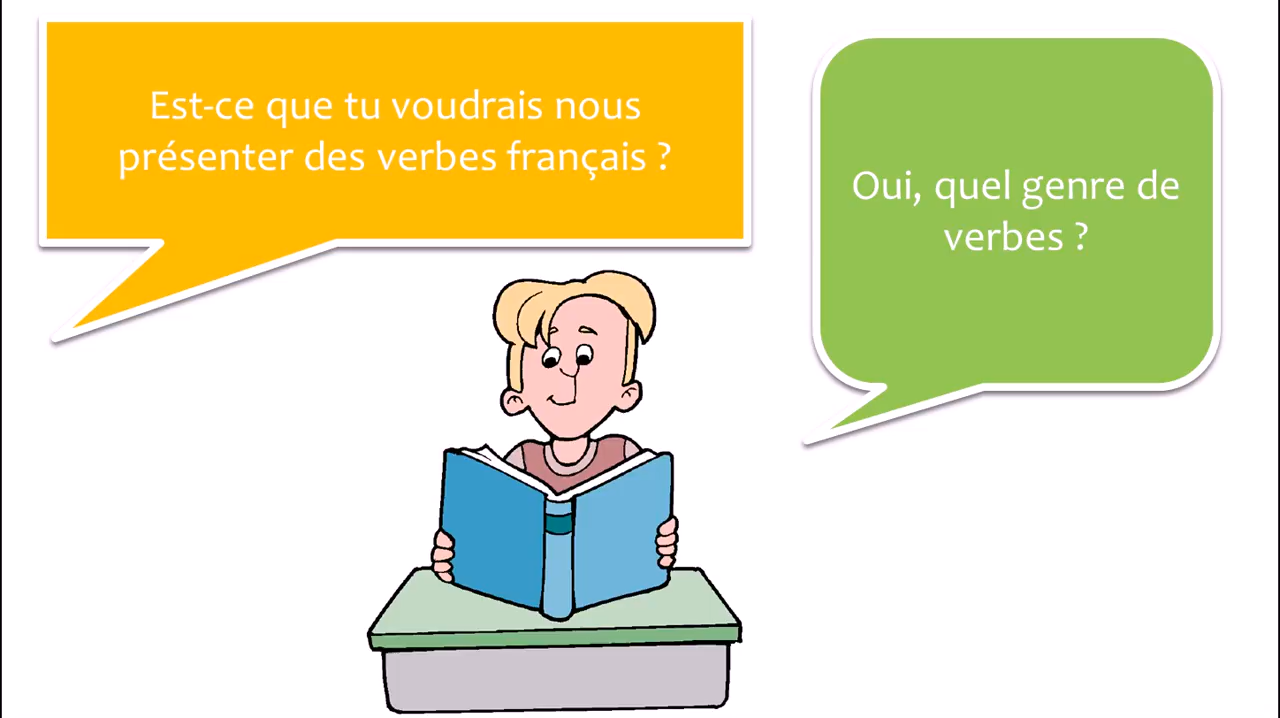 Est-ce que tu voudrais nous
présenter des verbes français ?
Oui, quel genre de
verbes ?